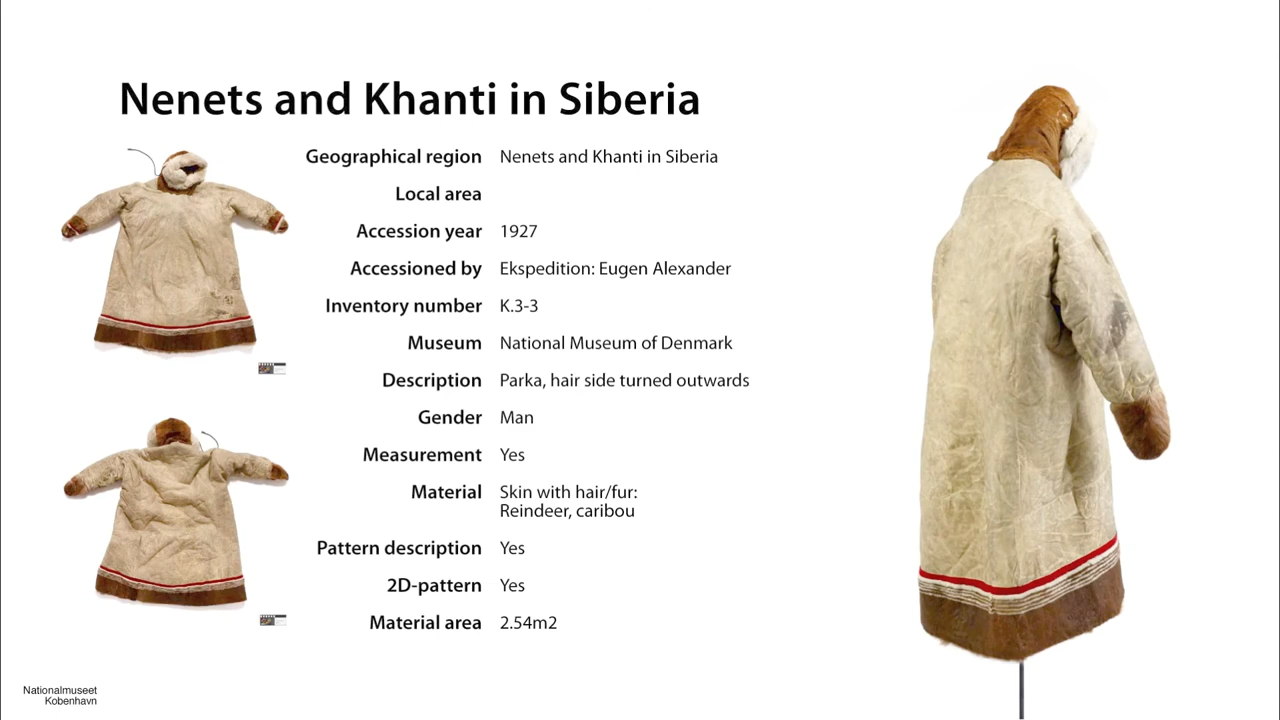 Nenets and Khanti in Siberia
Geographical region Nenets and Khanti in Siberia
Local area
Accession year 1927
Accessioned by Ekspedition: Eugen Alexander
Inventory number K.3-3
Museum National Museum of Denmark
Description Parka, hair side turned outwards
Gender Man
Measurement Yes
Material Skin with hair/fur:
Reindeer, caribou
Pattern description Yes
2D-pattern Yes
Material area 2.54m2
Nationalmuseet
Kobenhavn